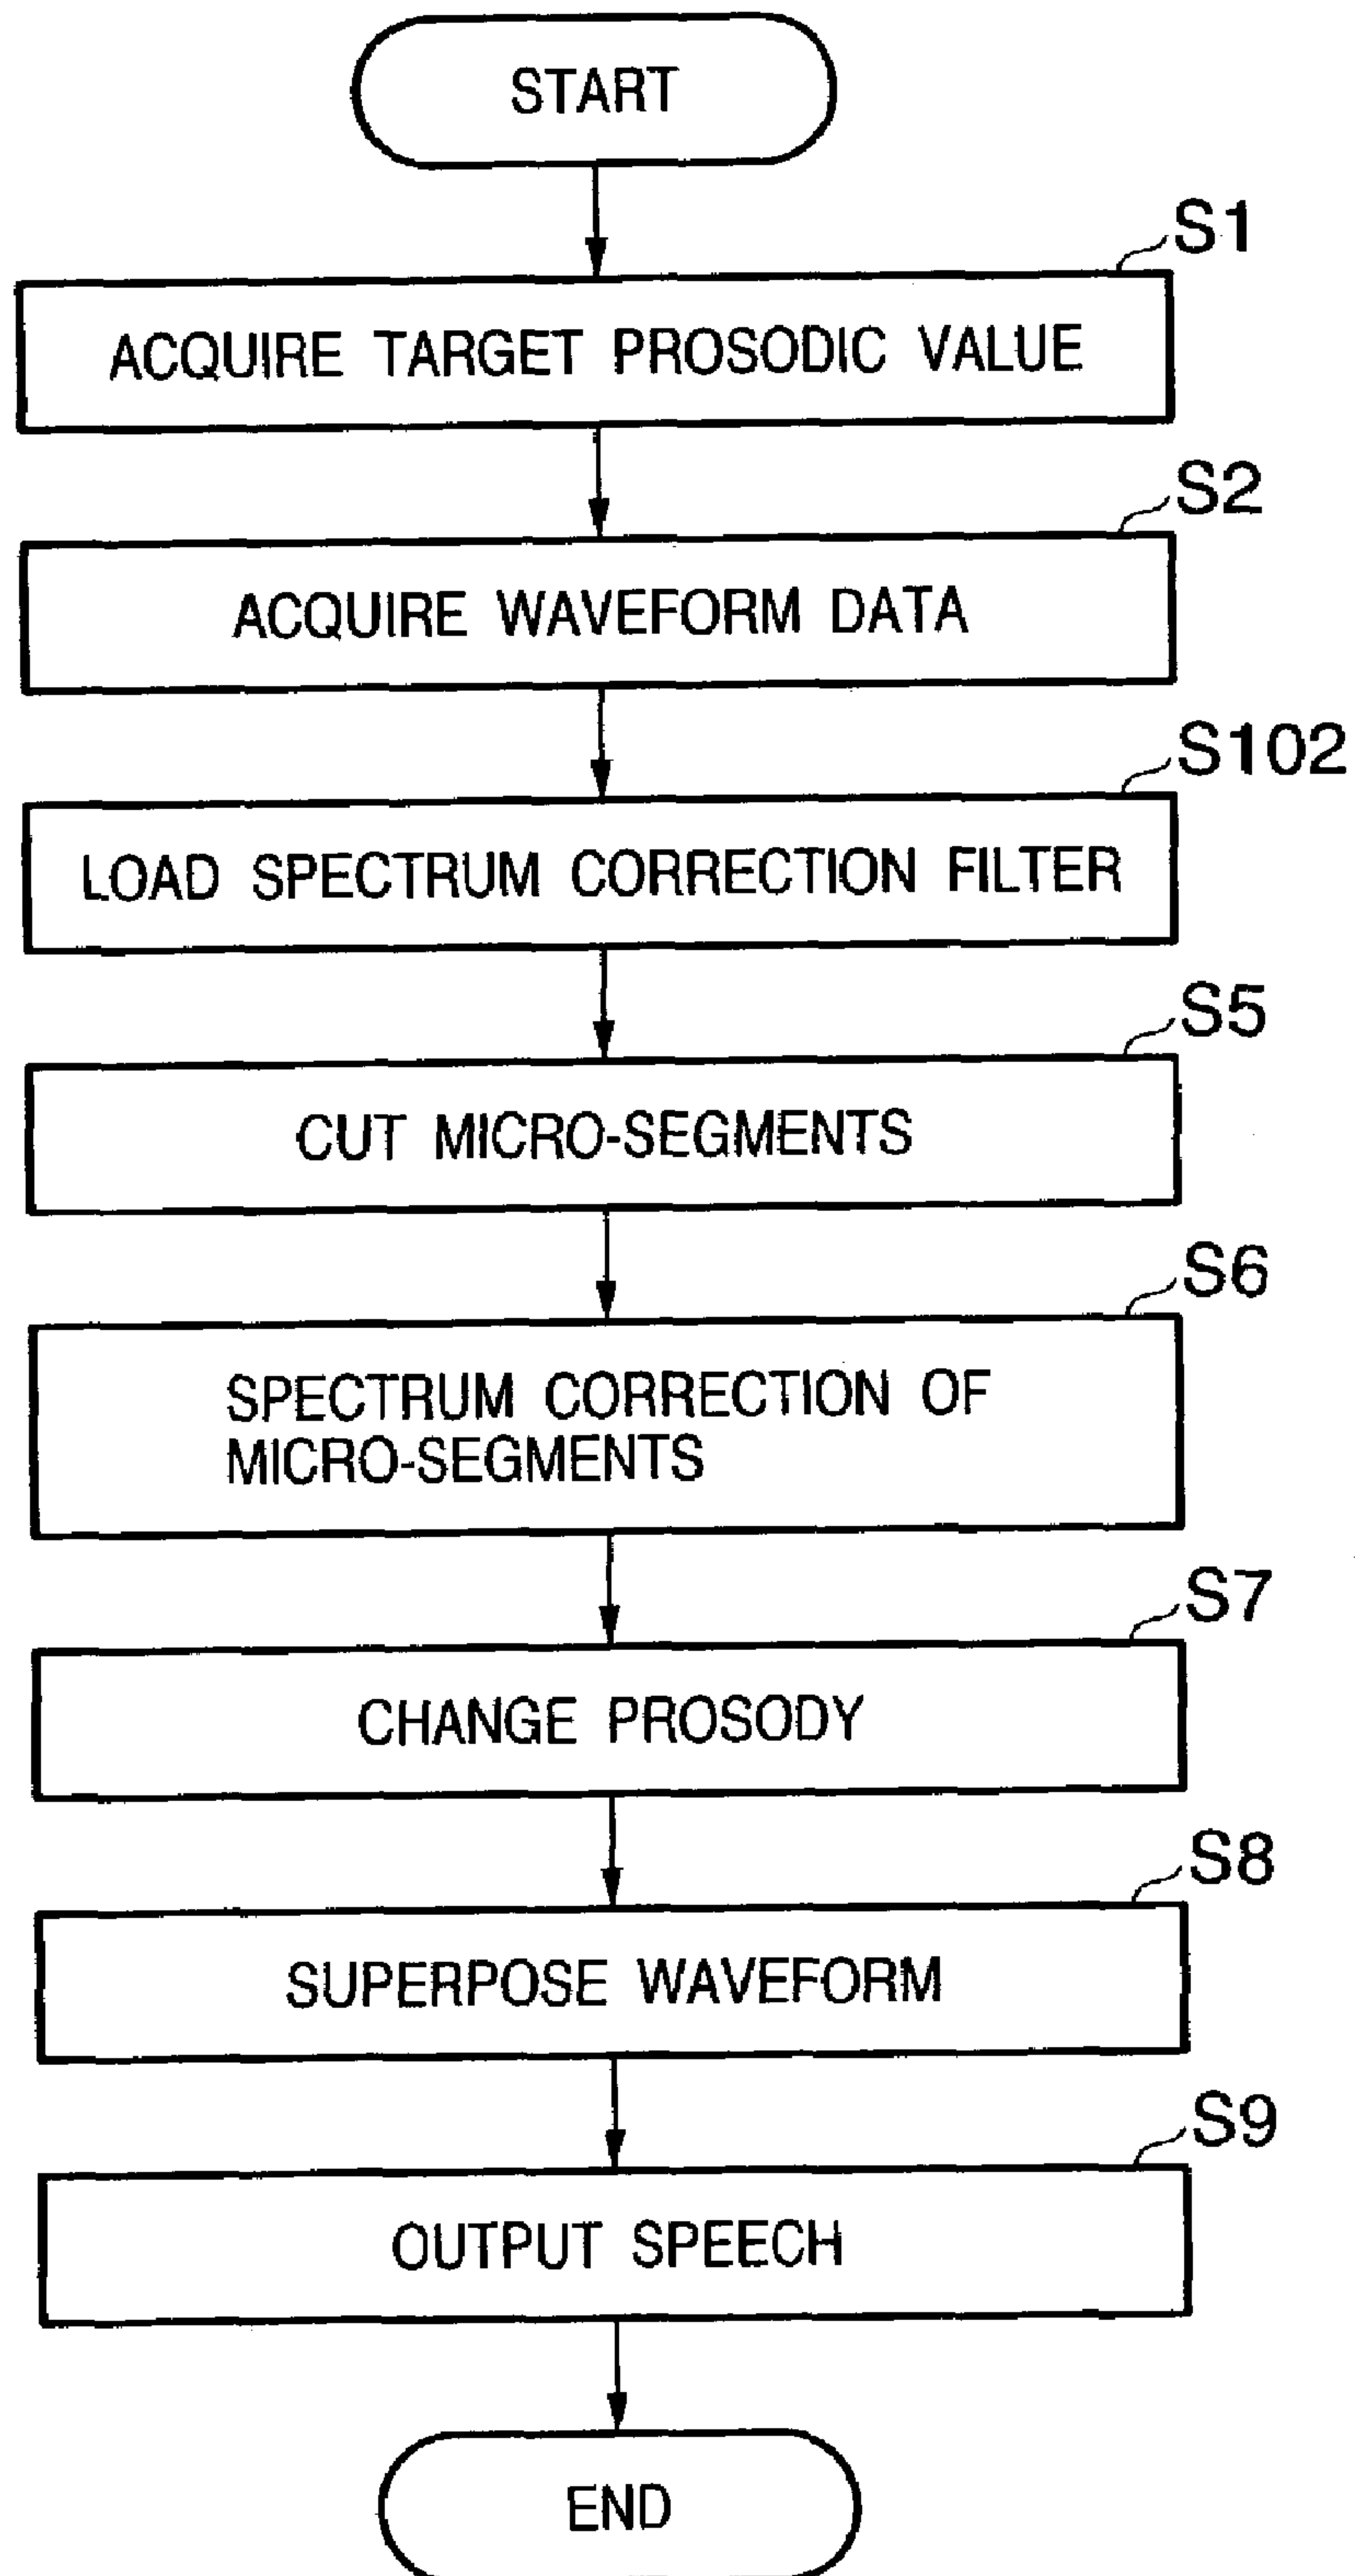 START
S1
ACQUIRE TARGET PROSODIC VALUE
S2
ACQUIRE WAVEFORM DATA
S102
LOAD SPECTRUM CORRECTION FILTER
S5
CUT MICRO-SEGMENTS
S6
SPECTRUM CORRECTION OF
MICRO-SEGMENTS
S7
CHANGE PROSODY
S8
SUPERPOSE WAVEFORM
S9
OUTPUT SPEECH
END